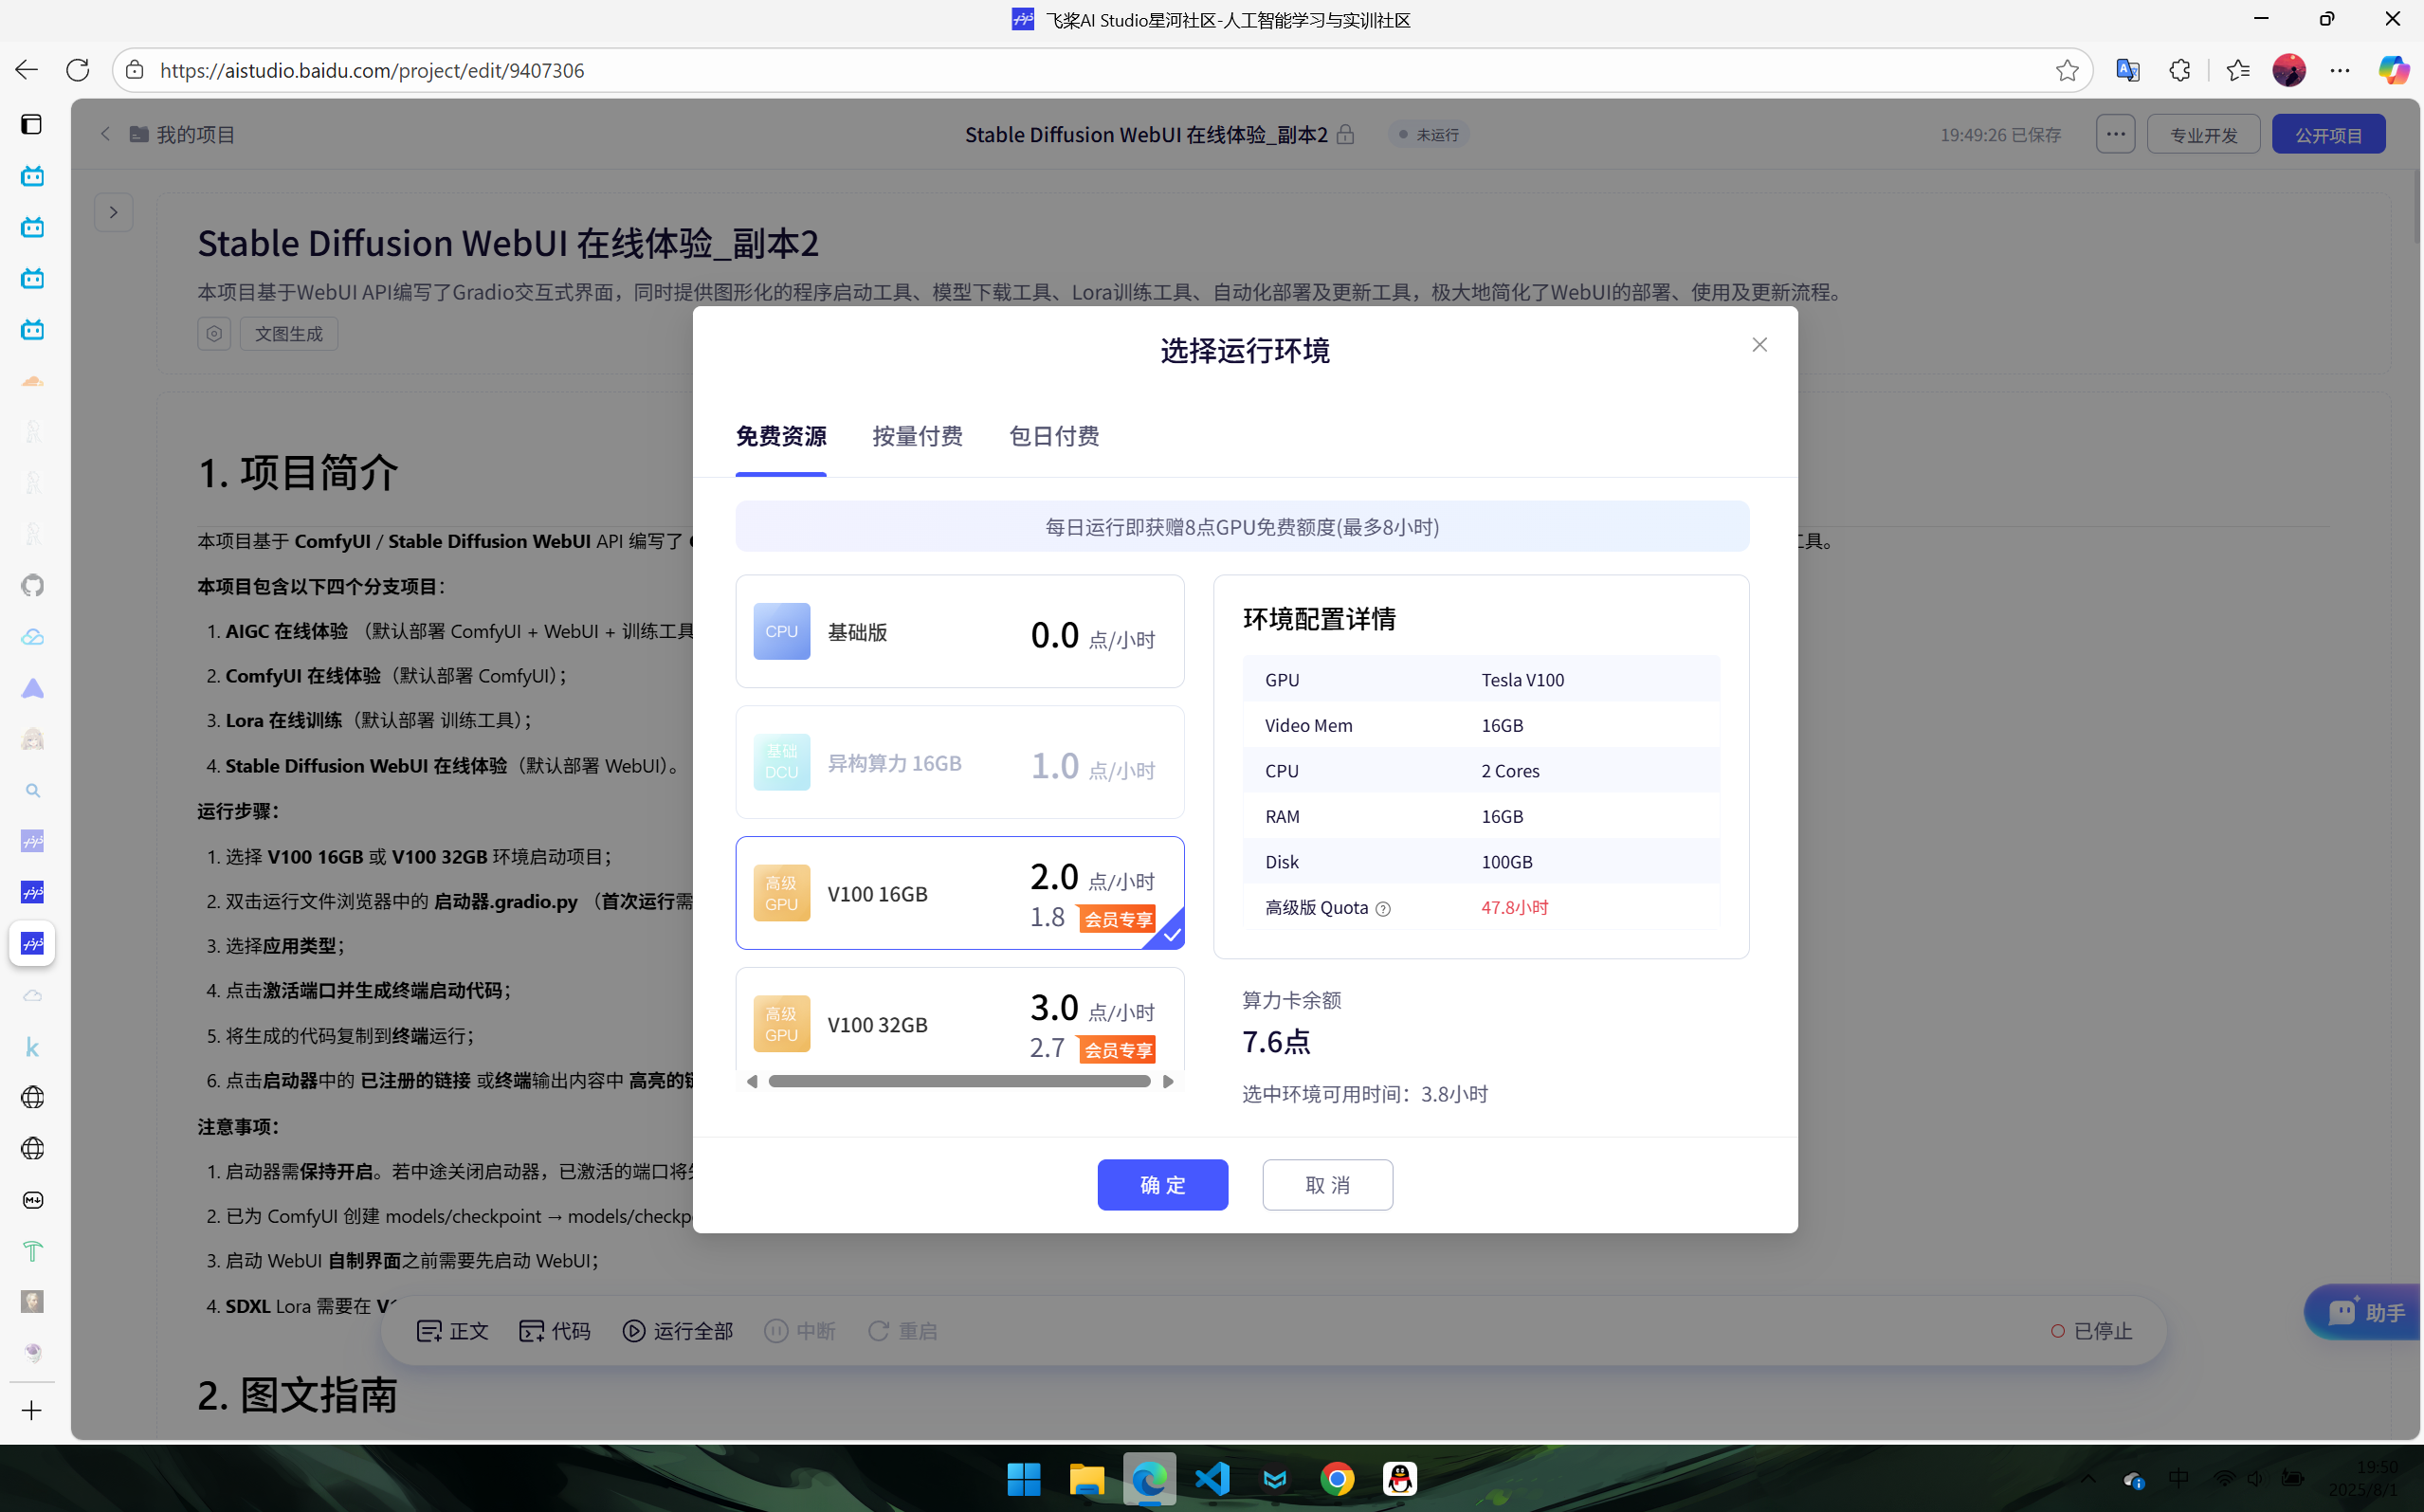 飞桨AI Studio星河社区-人工智能学习与实训社区
https://aistudio.baidu.com/project/edit/9407306
我的项目
Stable Diffusion WebUI 在线体验_副本2
未运行
19:49:26 已保存
专业开发
公开项目
Stable Diffusion WebUI 在线体验_副本2
本项目基于WebUI API编写了Gradio交互式界面，同时提供图形化的程序启动工具、模型下载工具、Lora训练工具、自动化部署及更新工具，极大地简化了WebUI的部署、使用及更新流程。
文图生成
1. 项目简介
本项目基于 ComfyUI / Stable Diffusion WebUI API 编写了
工具。
本项目包含以下四个分支项目：
1. AIGC 在线体验 （默认部署 ComfyUI + WebUI + 训练工具
2. ComfyUI 在线体验（默认部署 ComfyUI）；
3. Lora 在线训练（默认部署 训练工具）；
4. Stable Diffusion WebUI 在线体验（默认部署 WebUI）。
运行步骤：
1. 选择 V100 16GB 或 V100 32GB 环境启动项目；
2. 双击运行文件浏览器中的 启动器.gradio.py （首次运行需
3. 选择应用类型；
4. 点击激活端口并生成终端启动代码；
5. 将生成的代码复制到终端运行；
6. 点击启动器中的 已注册的链接 或终端输出内容中 高亮的链
注意事项：
1. 启动器需保持开启。若中途关闭启动器，已激活的端口将失
2. 已为 ComfyUI 创建 models/checkpoint → models/checkp
3. 启动 WebUI 自制界面之前需要先启动 WebUI；
4. SDXL Lora 需要在 V
2. 图文指南
选择运行环境
免费资源
按量付费
包日付费
每日运行即获赠8点GPU免费额度(最多8小时)
CPU
基础版
0.0 点/小时
基础
DCU
异构算力 16GB
1.0 点/小时
高级
GPU
V100 16GB
2.0 点/小时
1.8 会员专享
高级
GPU
V100 32GB
3.0 点/小时
2.7 会员专享
环境配置详情
GPU Tesla V100
Video Mem 16GB
CPU 2 Cores
RAM 16GB
Disk 100GB
高级版 Quota 47.8小时
算力卡余额
7.6点
选中环境可用时间：3.8小时
确 定
取 消
正文
代码
运行全部
中断
重启
已停止
助手
中
19:50
2025/8/1